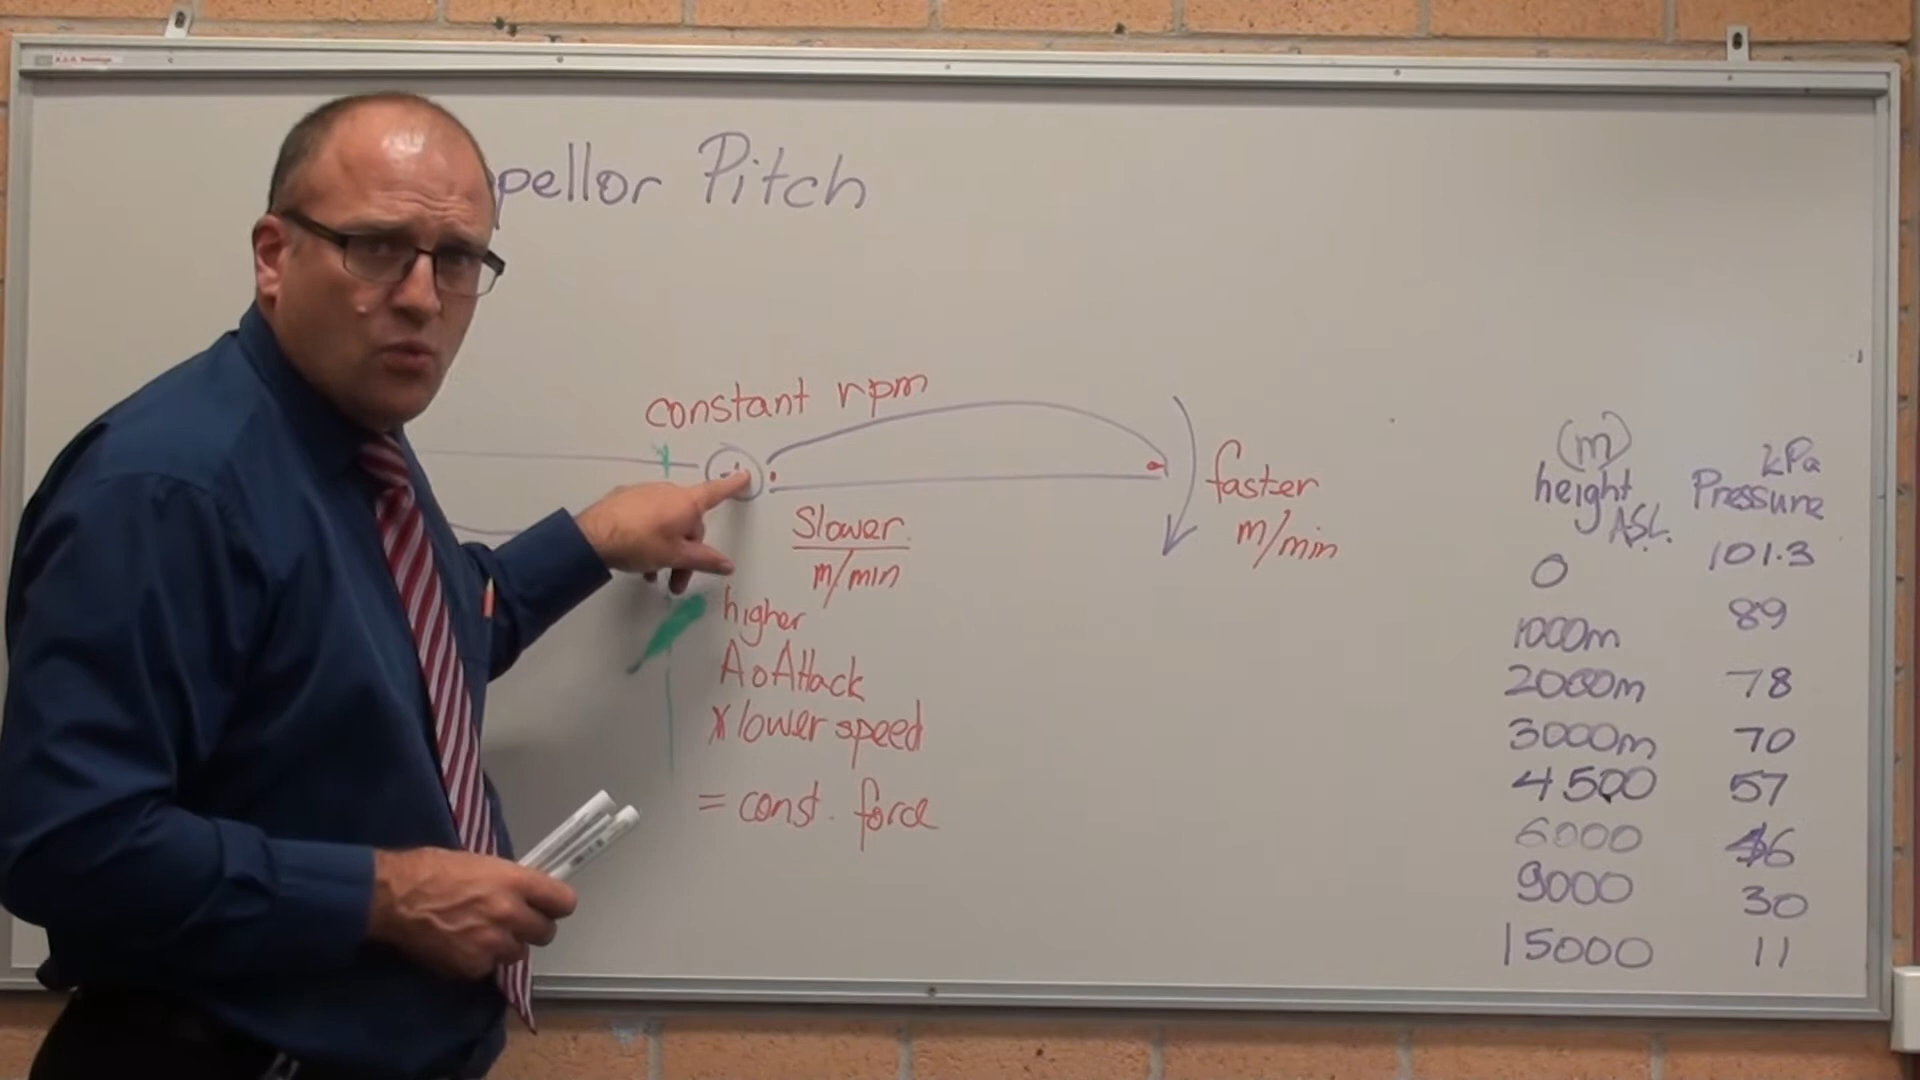 pellor Pitch
constant rpm
Slower
m/min
higher
AoAttack
x lower speed
= const. force
faster
m/min
(m)
height
A.S.L.
kPa
Pressure
0 101.3
1000m 89
2000m 78
3000m 70
4500 57
6000 46
9000 30
15000 11